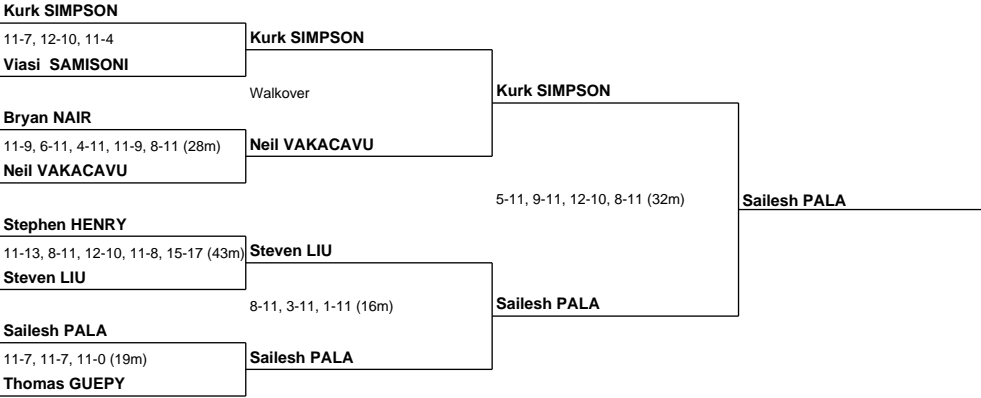 Kurk SIMPSON
11-7, 12-10, 11-4
Viasi SAMISONI
Bryan NAIR
11-9, 6-11, 4-11, 11-9, 8-11 (28m)
Neil VAKACAVU
Stephen HENRY
11-13, 8-11, 12-10, 11-8, 15-17 (43m)
Steven LIU
Sailesh PALA
11-7, 11-7, 11-0 (19m)
Thomas GUEPY
Kurk SIMPSON
Walkover
Neil VAKACAVU
Steven LIU
8-11, 3-11, 1-11 (16m)
Sailesh PALA
Kurk SIMPSON
5-11, 9-11, 12-10, 8-11 (32m)
Sailesh PALA
Sailesh PALA